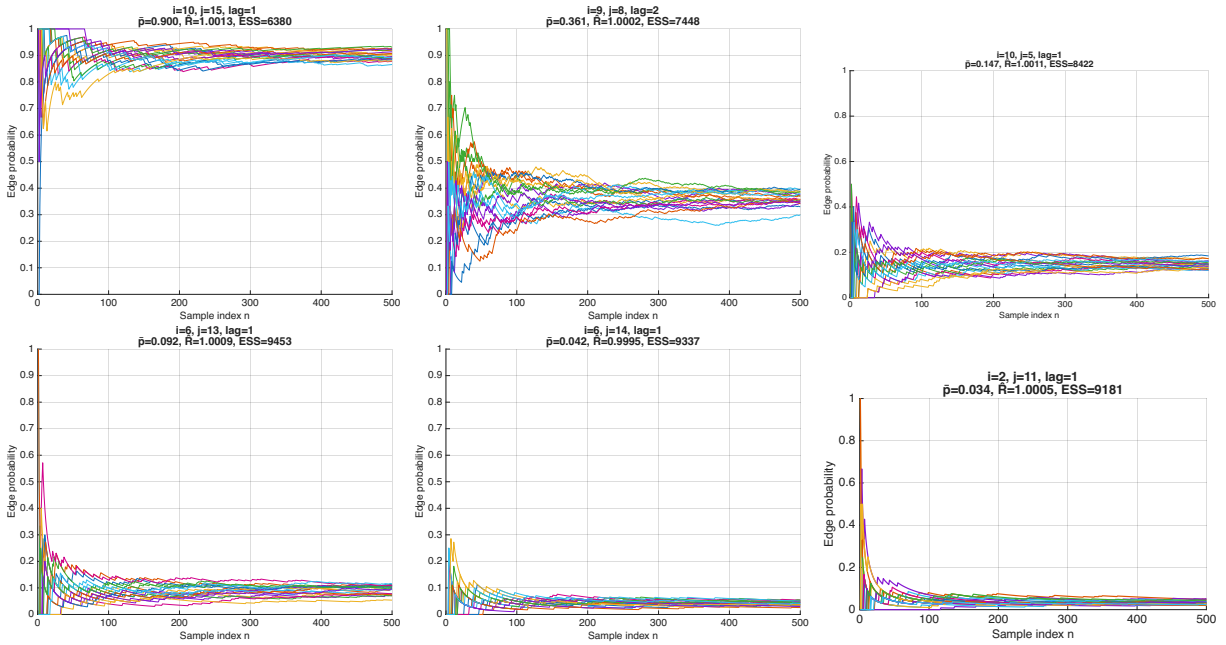 i=10, j=15, lag=1
p̄=0.900, R̂=1.0013, ESS=6380
1
0.9
0.8
0.7
0.6
0.5
0.4
0.3
0.2
0.1
0
Edge probability
0 100 200 300 400 500
Sample index n
i=9, j=8, lag=2
p̄=0.361, R̂=1.0002, ESS=7448
1
0.9
0.8
0.7
0.6
0.5
0.4
0.3
0.2
0.1
0
Edge probability
0 100 200 300 400 500
Sample index n
i=10, j=5, lag=1
p̄=0.147, R̂=1.0011, ESS=8422
1
0.8
0.6
0.4
0.2
0
Edge probability
0 100 200 300 400 500
Sample index n
i=6, j=13, lag=1
p̄=0.092, R̂=1.0009, ESS=9453
1
0.9
0.8
0.7
0.6
0.5
0.4
0.3
0.2
0.1
0
Edge probability
0 100 200 300 400 500
Sample index n
i=6, j=14, lag=1
p̄=0.042, R̂=0.9995, ESS=9337
1
0.9
0.8
0.7
0.6
0.5
0.4
0.3
0.2
0.1
0
Edge probability
0 100 200 300 400 500
Sample index n
i=2, j=11, lag=1
p̄=0.034, R̂=1.0005, ESS=9181
1
0.8
0.6
0.4
0.2
0
Edge probability
0 100 200 300 400 500
Sample index n